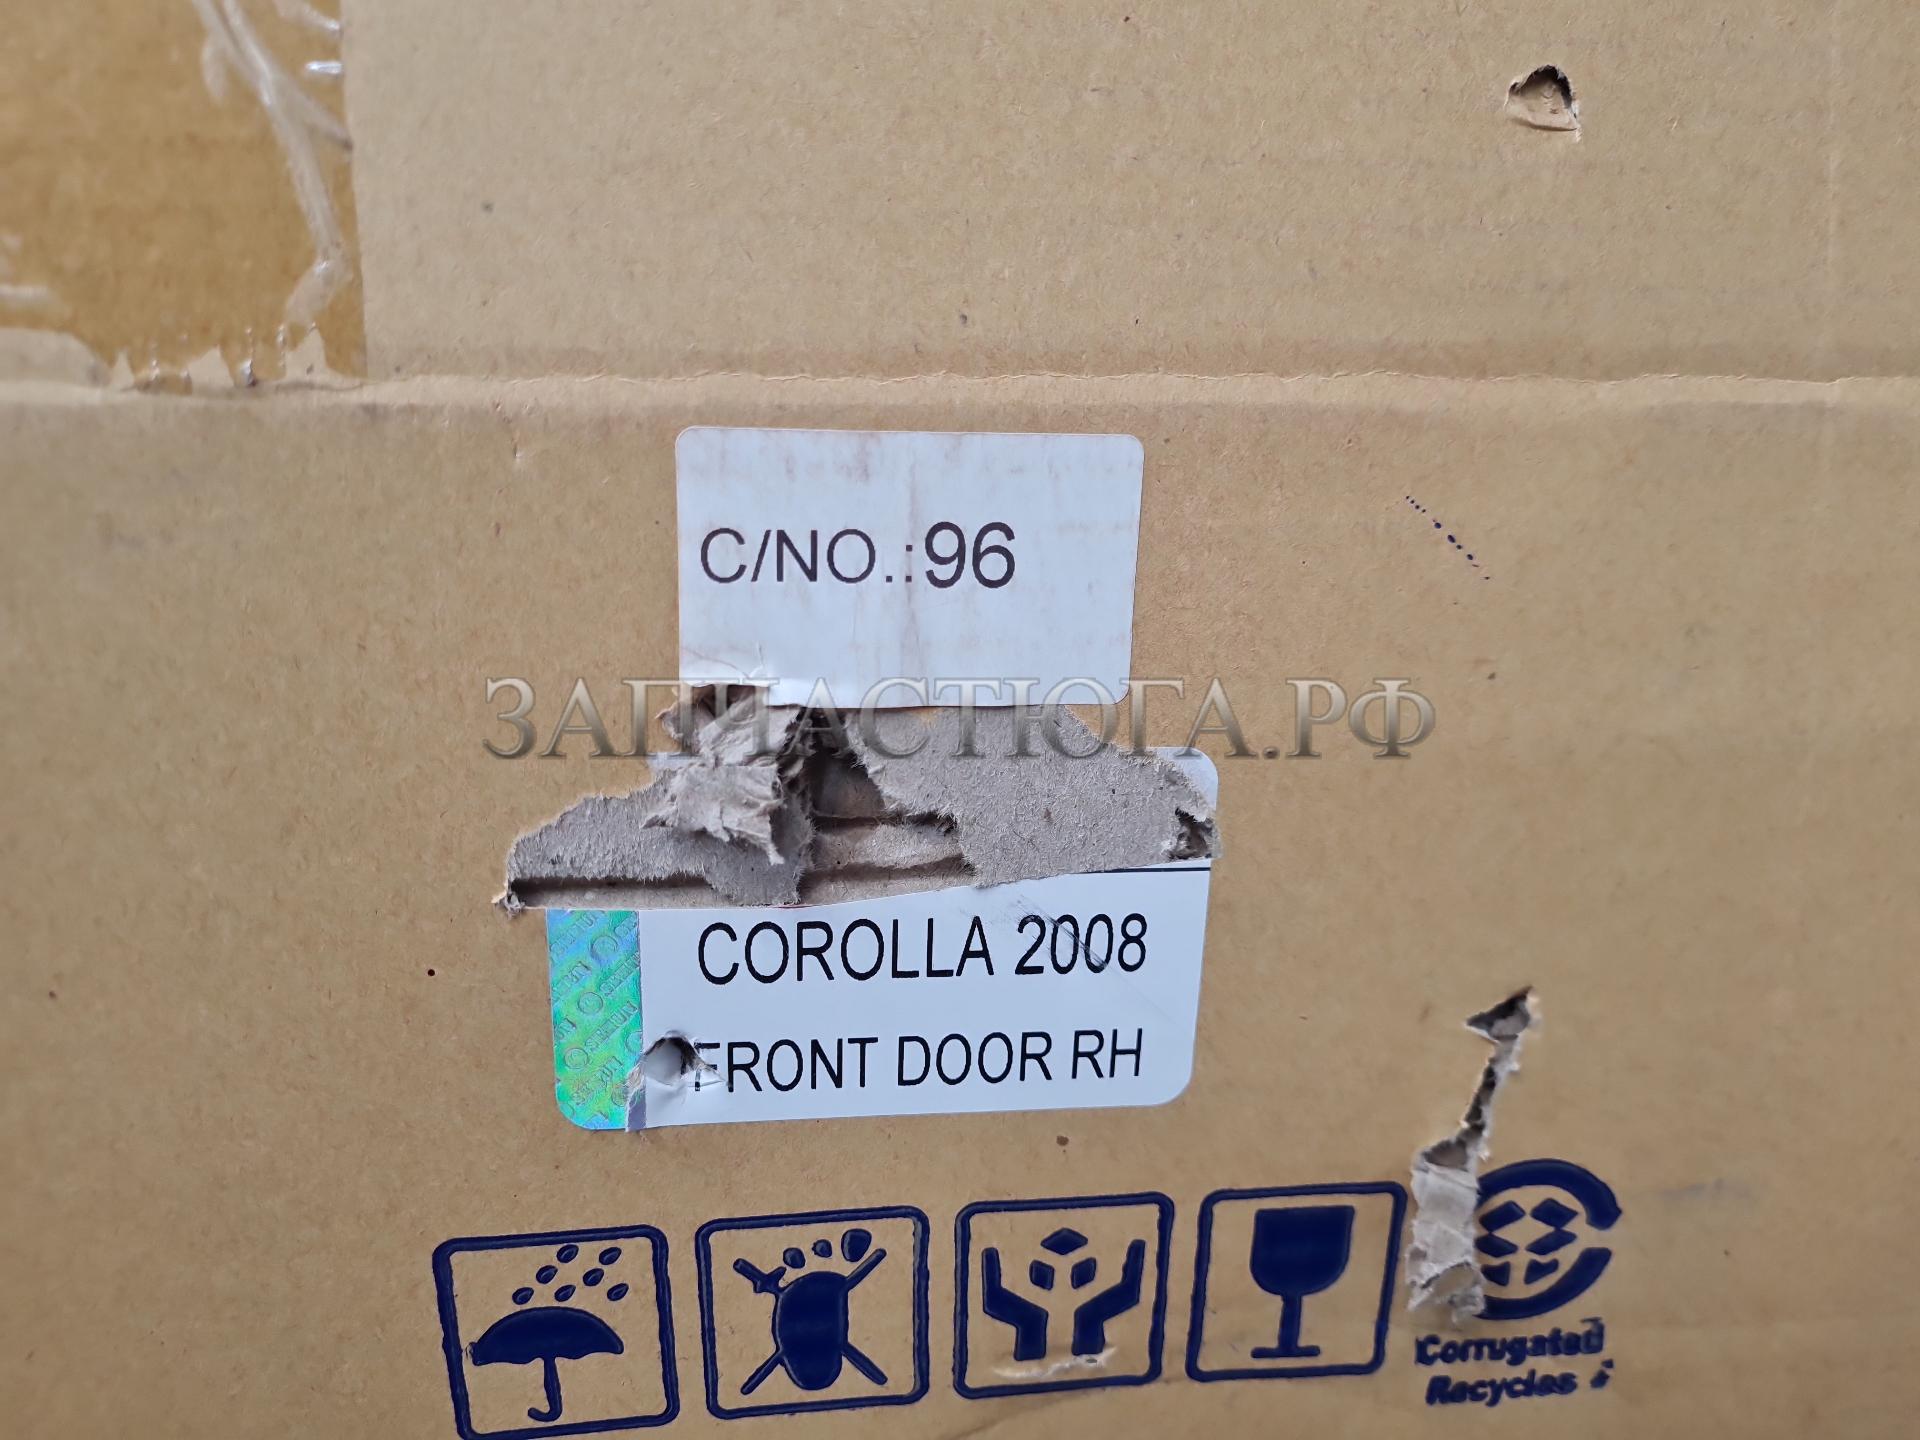 C/NO.:96
ЗАПЧАСТЮГА.РФ
COROLLA 2008
FRONT DOOR RH
Corrugated
Recycles